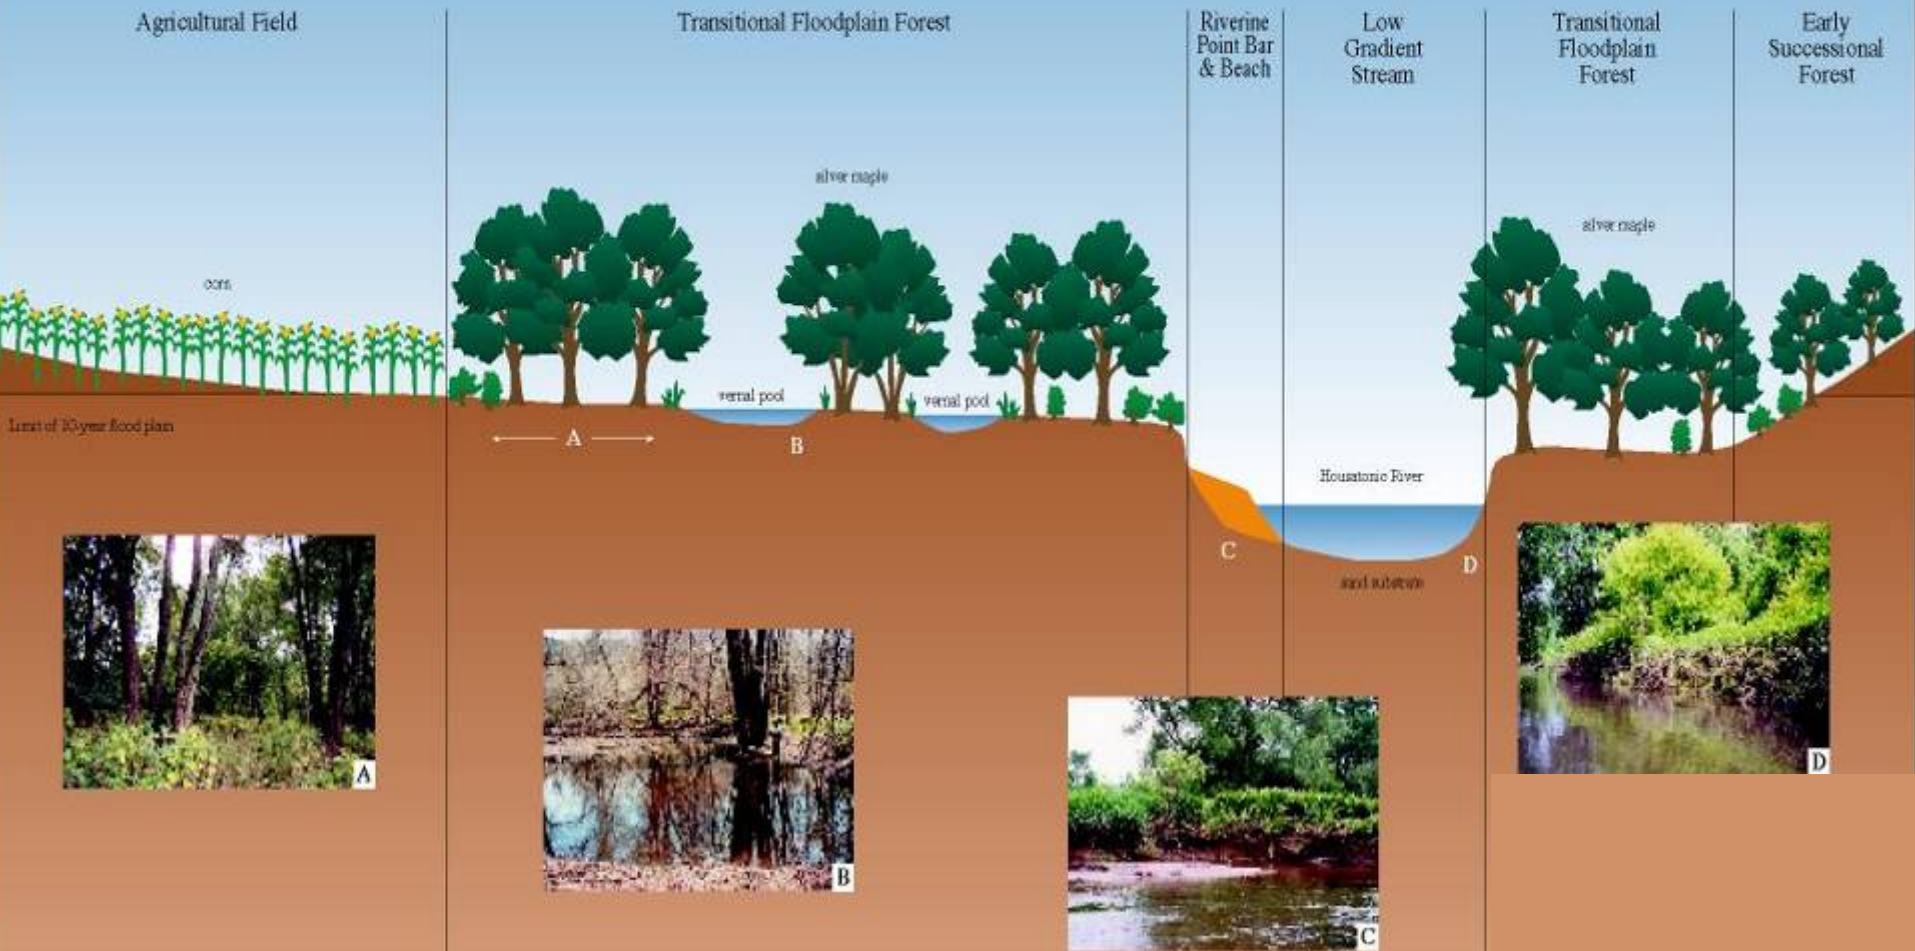 Agricultural Field
Transitional Floodplain Forest
Riverine
Point Bar
& Beach
Low
Gradient
Stream
Transitional
Floodplain
Forest
Early
Successional
Forest
silver maple
silver maple
corn
vernal pool
vernal pool
Limit of 10-year flood plain
A
B
Housatonic River
C
D
sand substrate
A
B
C
D